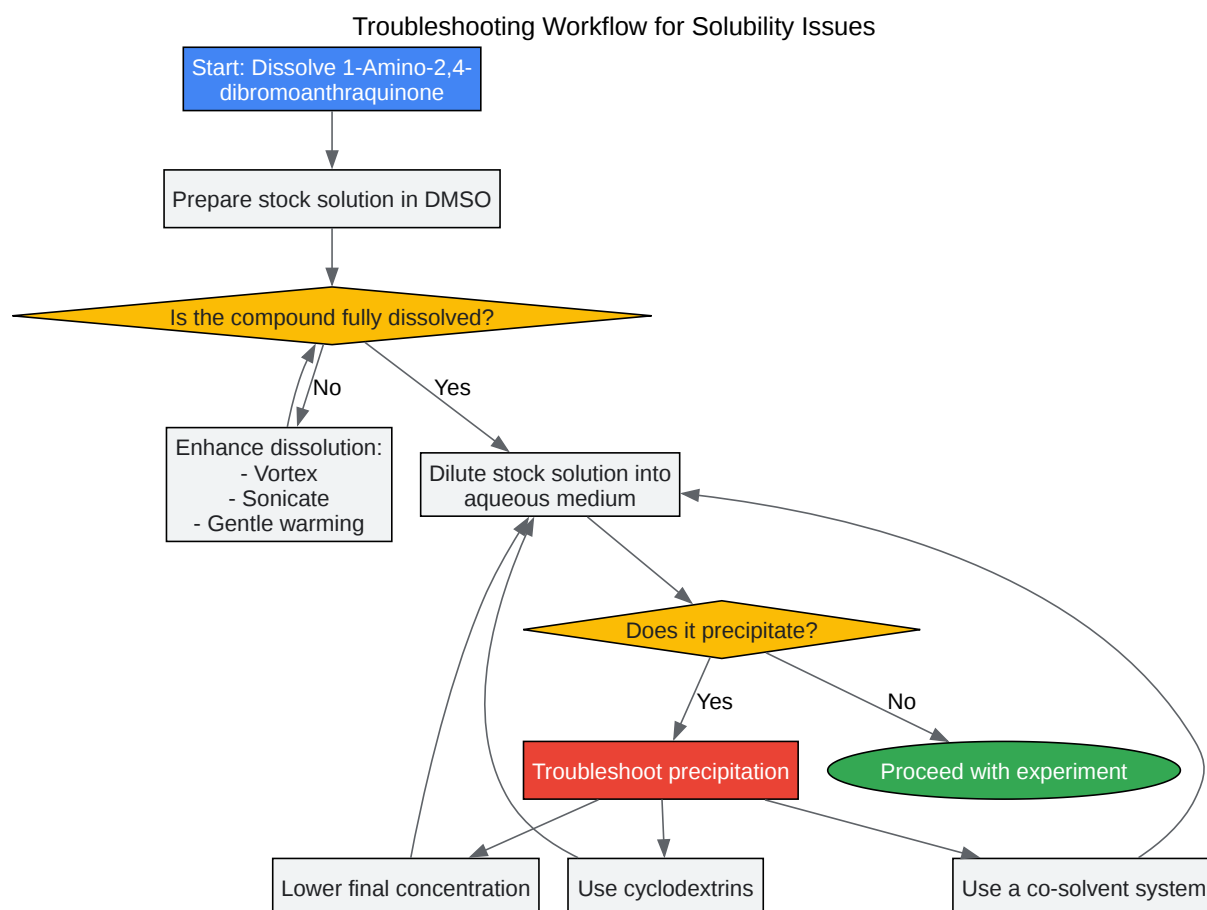 Troubleshooting Workflow for Solubility Issues
Start: Dissolve 1-Amino-2,4-
dibromoanthraquinone
Prepare stock solution in DMSO
Is the compound fully dissolved?
No
Yes
Enhance dissolution:
- Vortex
- Sonicate
- Gentle warming
Dilute stock solution into
aqueous medium
Does it precipitate?
Yes
No
Troubleshoot precipitation
Proceed with experiment
Lower final concentration
Use cyclodextrins
Use a co-solvent system